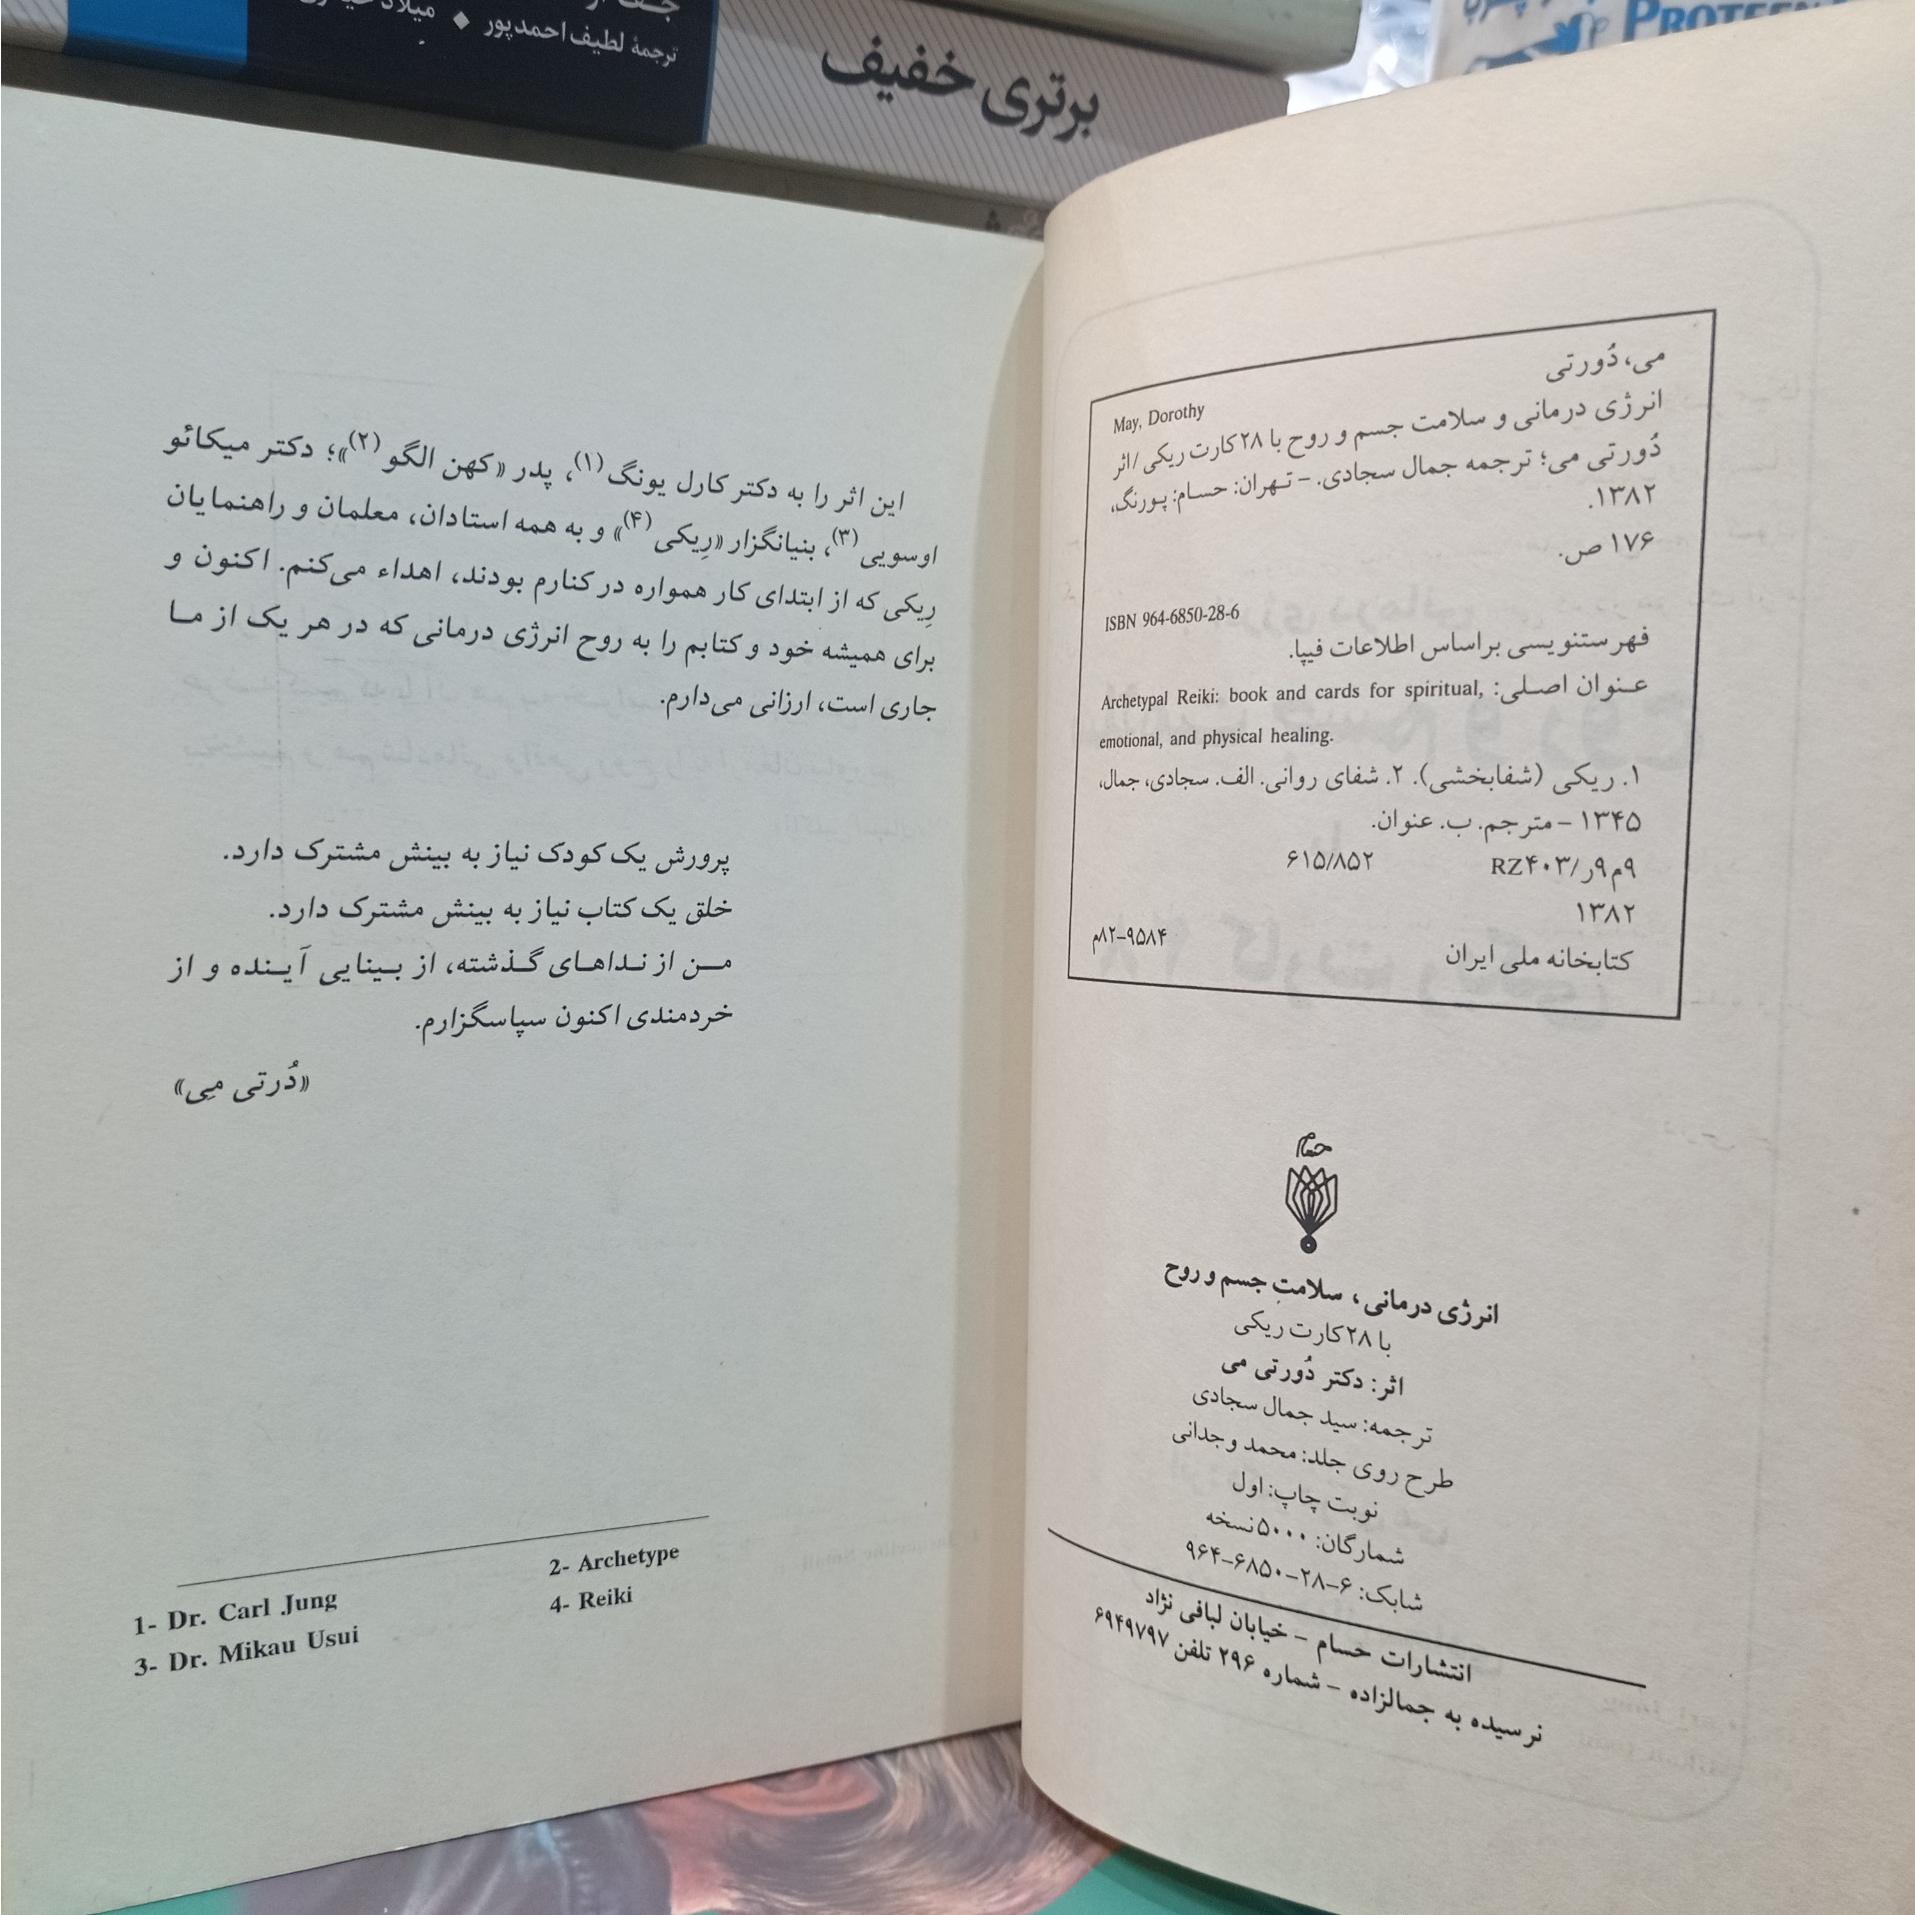 ترجمهٔ لطیف احمدپور ◆ میلاد
برتری خفیف
PROTEEN
می، دُورتی
May, Dorothy
انرژی درمانی و سلامت جسم و روح با ۲۸ کارت ریکی / اثر
دُورتی می؛ ترجمه جمال سجادی. – تهران: حسام: پورنگ،
۱۳۸۲.
۱۷۶ ص.
ISBN 964-6850-28-6
فهرستنویسی براساس اطلاعات فیپا.
عنوان اصلی: Archetypal Reiki: book and cards for spiritual,
emotional, and physical healing.
۱. ریکی (شفابخشی). ۲. شفای روانی. الف. سجادی، جمال،
۱۳۴۵ – مترجم. ب. عنوان.
۹م۹ر/RZ۴۰۳ ۶۱۵/۸۵۲
۱۳۸۲
کتابخانه ملی ایران ۸۲–۹۵۸۴م
حسام
انرژی درمانی، سلامتِ جسم و روح
با ۲۸ کارت ریکی
اثر: دکتر دُورتی می
ترجمه: سید جمال سجادی
طرح روی جلد: محمد وجدانی
نوبت چاپ: اول
شمارگان: ۵۰۰۰ نسخه
شابک: ۶–۲۸–۶۸۵۰–۹۶۴
انتشارات حسام – خیابان لبافی نژاد
نرسیده به جمالزاده – شماره ۲۹۶ تلفن ۶۹۴۹۷۹۷
این اثر را به دکتر کارل یونگ(۱)، پدر «کهن الگو(۲)»؛ دکتر میکائو
اوسویی(۳)، بنیانگزار «رِیکی(۴)» و به همه استادان، معلمان و راهنمایان
رِیکی که از ابتدای کار همواره در کنارم بودند، اهداء می‌کنم. اکنون و
برای همیشه خود و کتابم را به روح انرژی درمانی که در هر یک از ما
جاری است، ارزانی می‌دارم.
پرورش یک کودک نیاز به بینش مشترک دارد.
خلق یک کتاب نیاز به بینش مشترک دارد.
من از نداهای گذشته، از بینایی آینده و از
خردمندی اکنون سپاسگزارم.
«دُرتی مِی»
1- Dr. Carl Jung 2- Archetype
3- Dr. Mikau Usui 4- Reiki